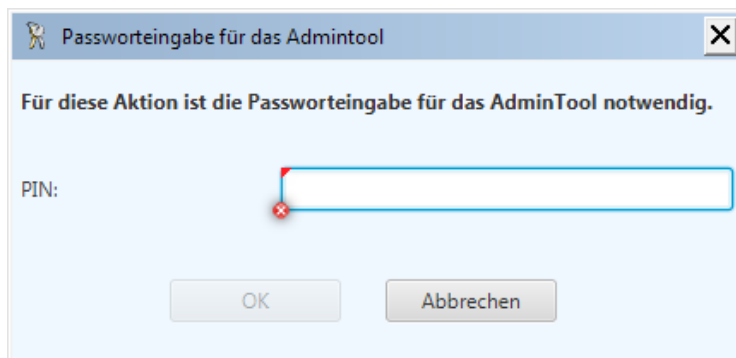 Passworteingabe für das Admintool
Für diese Aktion ist die Passworteingabe für das AdminTool notwendig.
PIN:
OK
Abbrechen